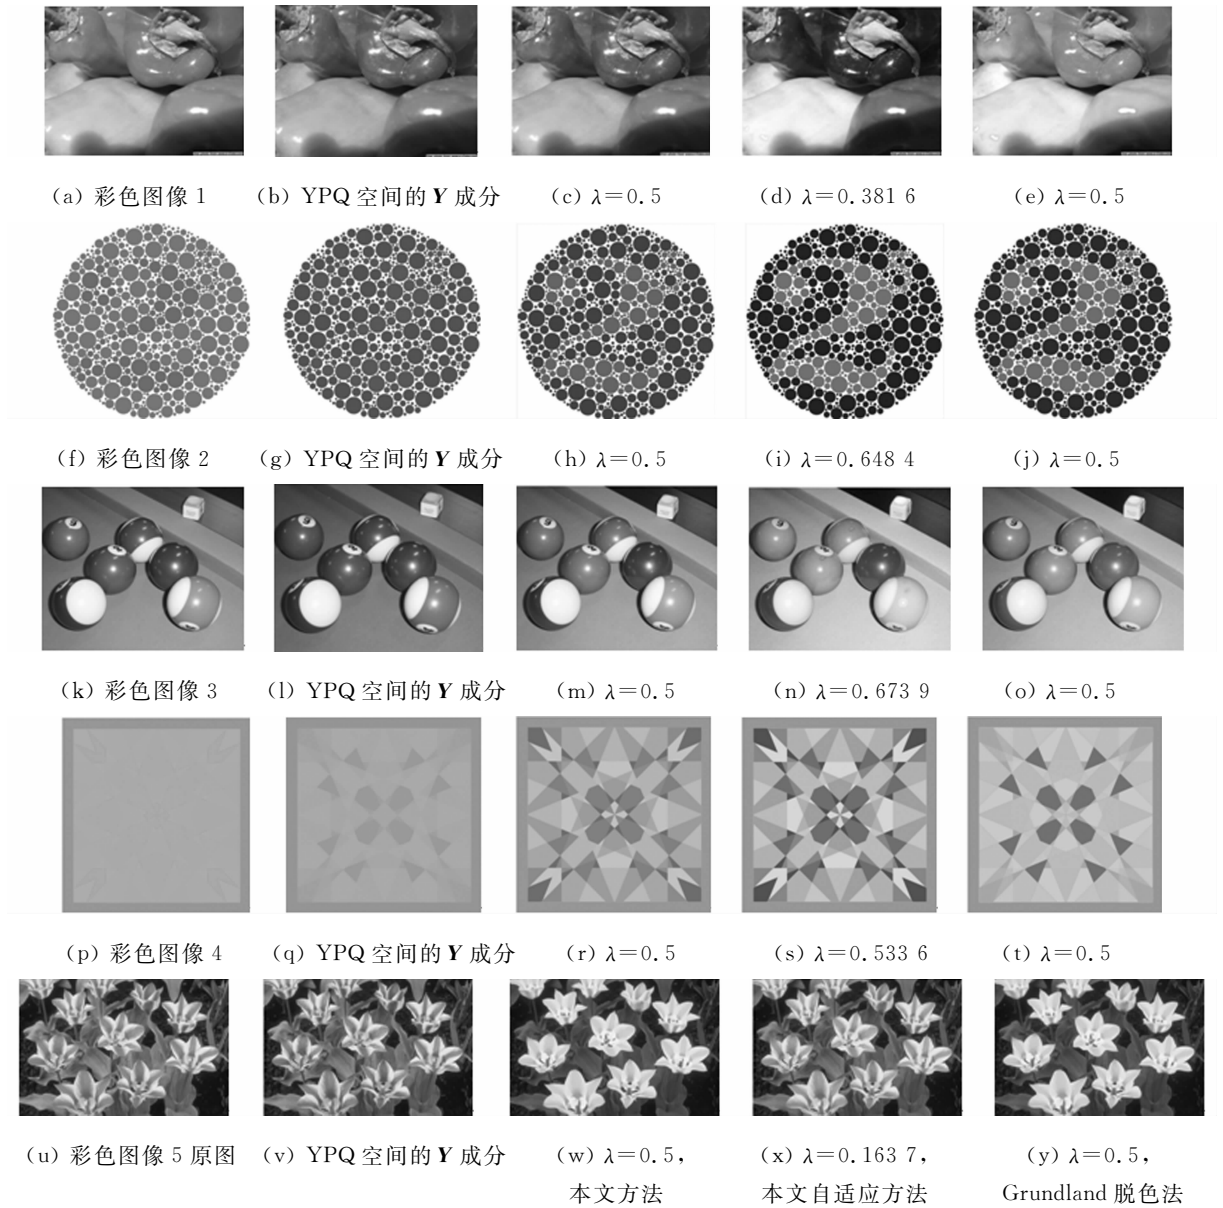 (a) 彩色图像 1 (b) YPQ 空间的 Y 成分 (c) λ=0.5 (d) λ=0.381 6 (e) λ=0.5
(f) 彩色图像 2 (g) YPQ 空间的 Y 成分 (h) λ=0.5 (i) λ=0.648 4 (j) λ=0.5
(k) 彩色图像 3 (l) YPQ 空间的 Y 成分 (m) λ=0.5 (n) λ=0.673 9 (o) λ=0.5
(p) 彩色图像 4 (q) YPQ 空间的 Y 成分 (r) λ=0.5 (s) λ=0.533 6 (t) λ=0.5
(u) 彩色图像 5 原图 (v) YPQ 空间的 Y 成分 (w) λ=0.5, (x) λ=0.163 7, (y) λ=0.5,
本文方法 本文自适应方法 Grundland 脱色法